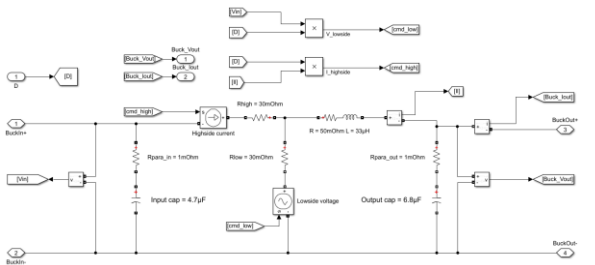 [Vin]
[D]
×
V_lowside
[cmd_low]
Buck_Vout
[Buck_Vout]
1
Buck_Iout
[Buck_Iout]
2
[D]
[Il]
×
I_highside
[cmd_high]
1
D
[D]
[cmd_high]
Highside current
Rhigh = 30mOhm
R = 50mOhm L = 33µH
[Il]
[Buck_Iout]
BuckOut+
3
1
BuckIn+
Rpara_in = 1mOhm
Rlow = 30mOhm
Rpara_out = 1mOhm
[Vin]
v
[Buck_Vout]
Input cap = 4.7µF
Lowside voltage
Output cap = 6.8µF
[cmd_low]
2
BuckIn-
BuckOut-
4